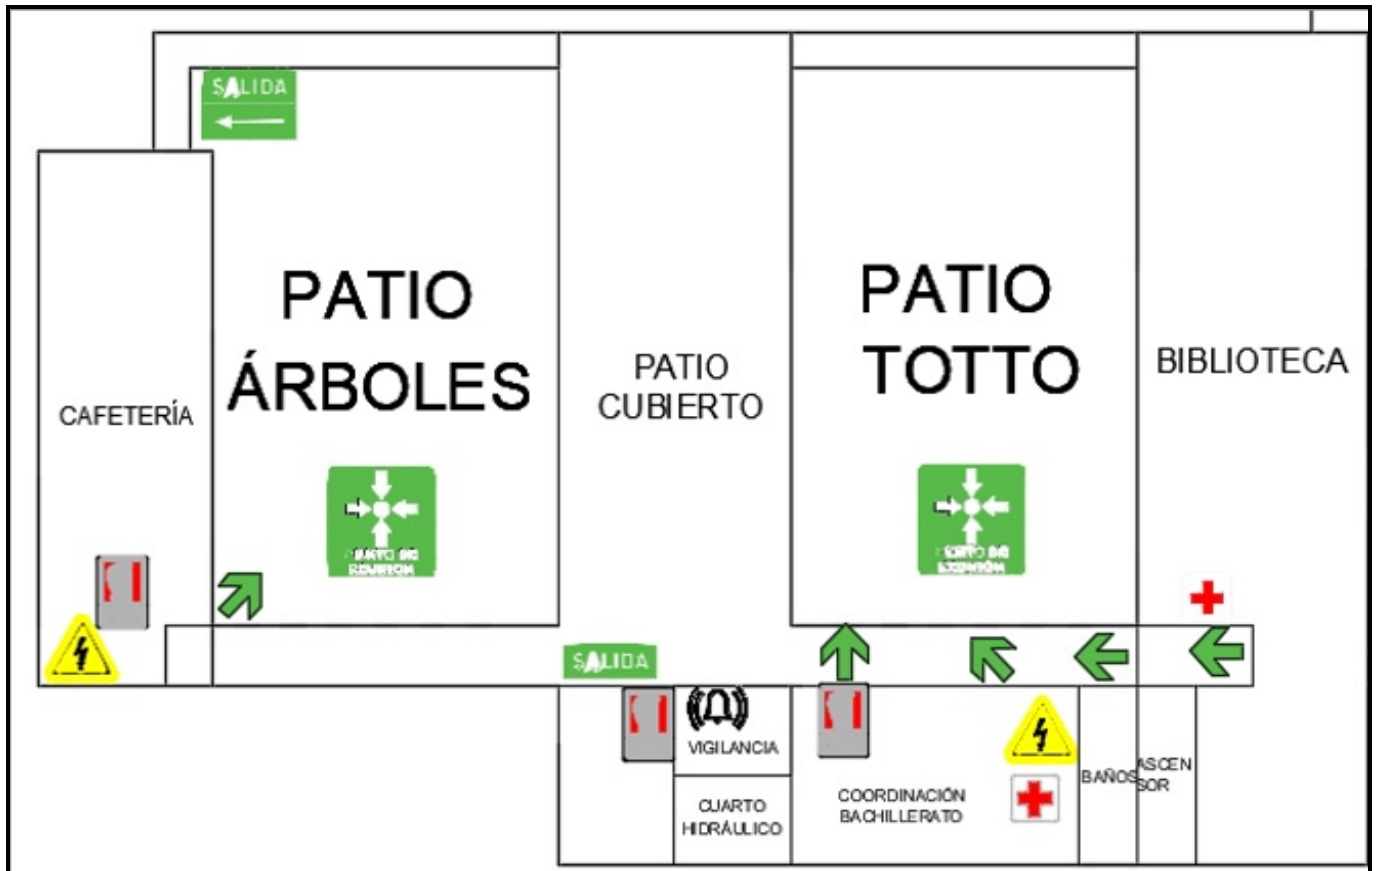 SALIDA
PATIO
ÁRBOLES
PATIO
CUBIERTO
PATIO
TOTTO
BIBLIOTECA
CAFETERÍA
SALIDA
VIGILANCIA
CUARTO
HIDRÁULICO
COORDINACIÓN
BACHILLERATO
BAÑOS
ASCEN
SOR